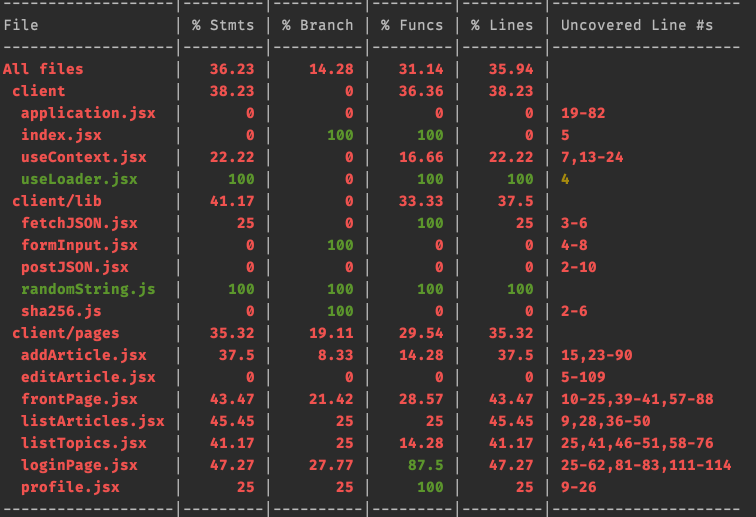 File | % Stmts | % Branch | % Funcs | % Lines | Uncovered Line #s
All files | 36.23 | 14.28 | 31.14 | 35.94 |
client | 38.23 | 0 | 36.36 | 38.23 |
application.jsx | 0 | 0 | 0 | 0 | 19-82
index.jsx | 0 | 100 | 100 | 0 | 5
useContext.jsx | 22.22 | 0 | 16.66 | 22.22 | 7,13-24
useLoader.jsx | 100 | 0 | 100 | 100 | 4
client/lib | 41.17 | 0 | 33.33 | 37.5 |
fetchJSON.jsx | 25 | 0 | 100 | 25 | 3-6
formInput.jsx | 0 | 100 | 0 | 0 | 4-8
postJSON.jsx | 0 | 0 | 0 | 0 | 2-10
randomString.js | 100 | 100 | 100 | 100 |
sha256.js | 0 | 100 | 0 | 0 | 2-6
client/pages | 35.32 | 19.11 | 29.54 | 35.32 |
addArticle.jsx | 37.5 | 8.33 | 14.28 | 37.5 | 15,23-90
editArticle.jsx | 0 | 0 | 0 | 0 | 5-109
frontPage.jsx | 43.47 | 21.42 | 28.57 | 43.47 | 10-25,39-41,57-88
listArticles.jsx | 45.45 | 25 | 25 | 45.45 | 9,28,36-50
listTopics.jsx | 41.17 | 25 | 14.28 | 41.17 | 25,41,46-51,58-76
loginPage.jsx | 47.27 | 27.77 | 87.5 | 47.27 | 25-62,81-83,111-114
profile.jsx | 25 | 25 | 100 | 25 | 9-26